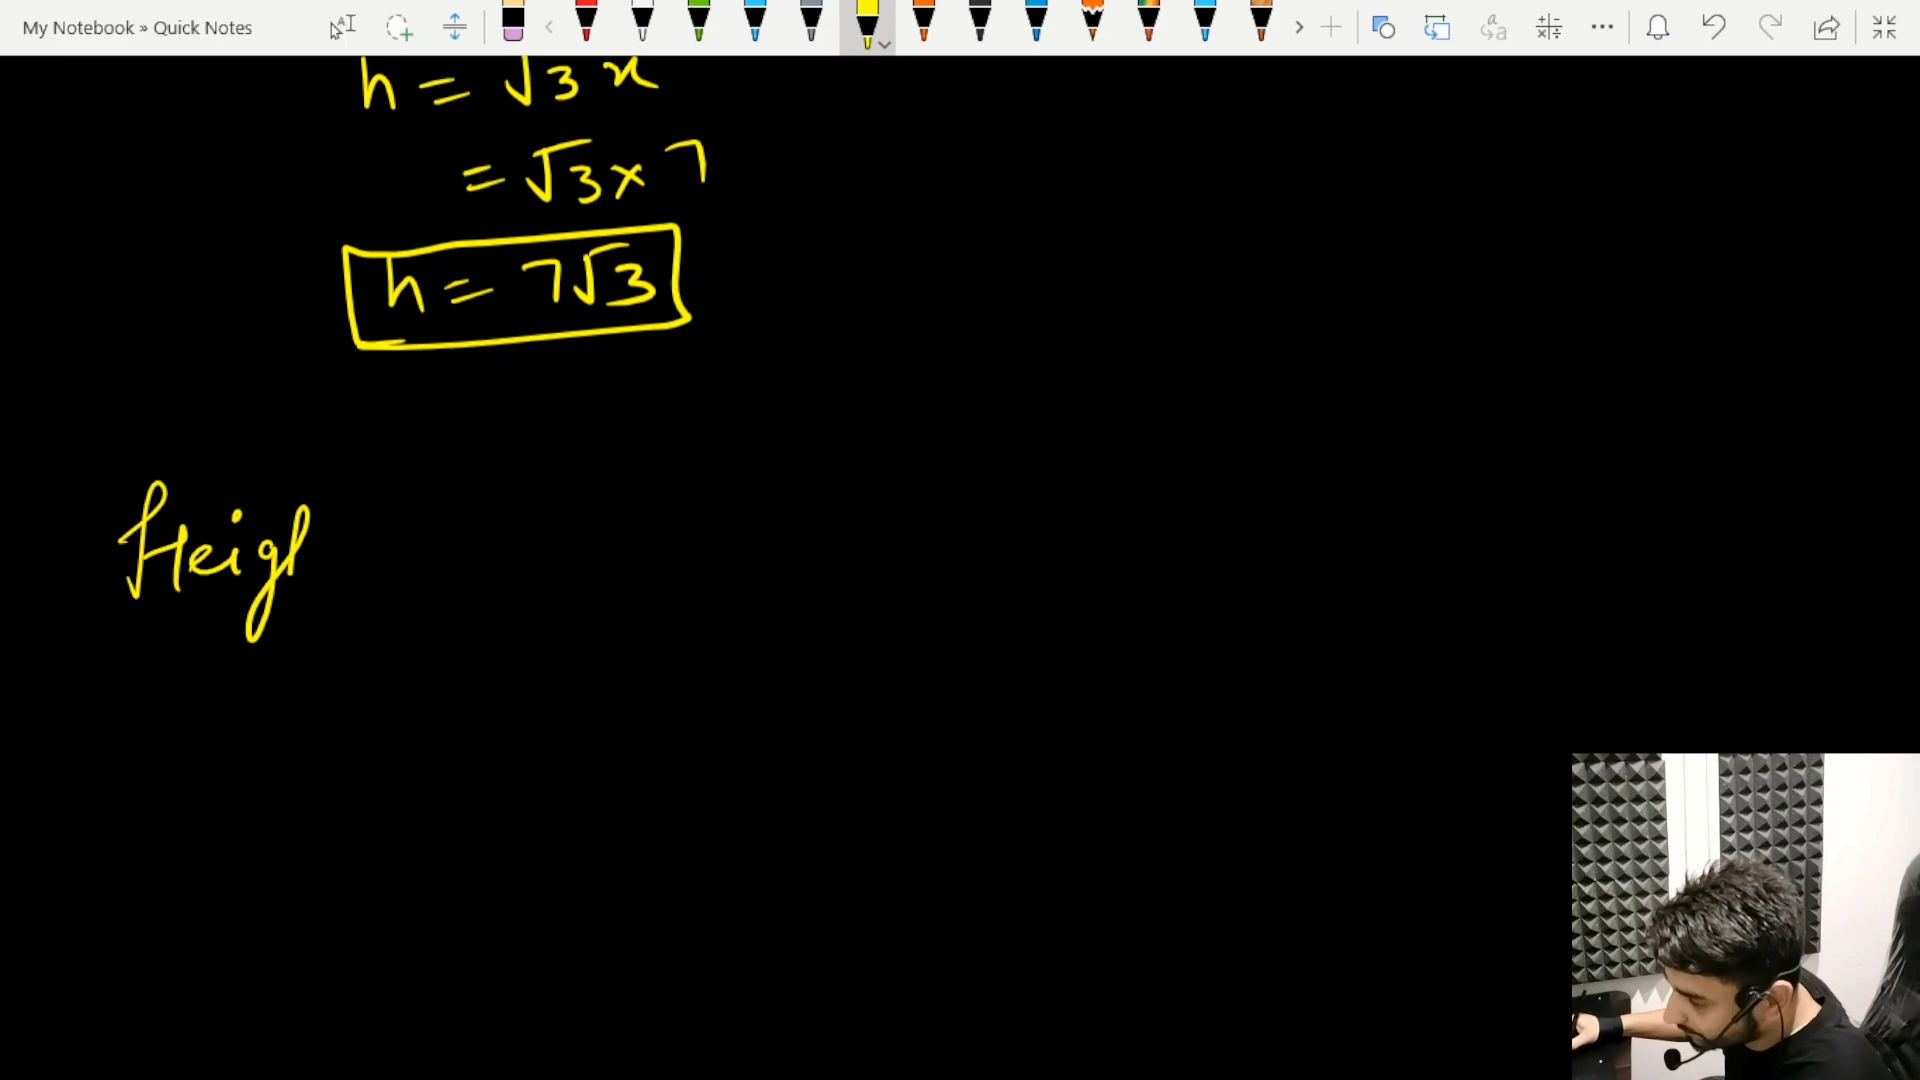 My Notebook » Quick Notes
h = √3 x
= √3 × 7
h = 7√3
Heigh